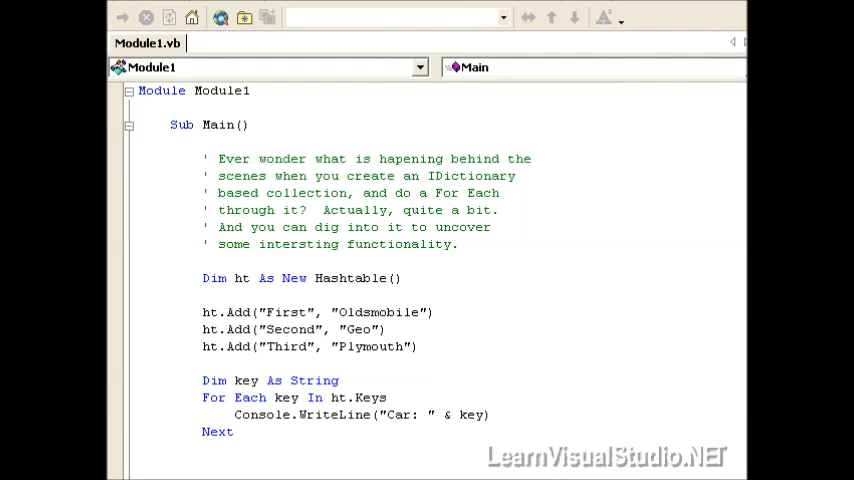 Module1.vb
Module1
Main
Module Module1
Sub Main()
' Ever wonder what is hapening behind the
' scenes when you create an IDictionary
' based collection, and do a For Each
' through it?  Actually, quite a bit.
' And you can dig into it to uncover
' some intersting functionality.
Dim ht As New Hashtable()
ht.Add("First", "Oldsmobile")
ht.Add("Second", "Geo")
ht.Add("Third", "Plymouth")
Dim key As String
For Each key In ht.Keys
Console.WriteLine("Car: " & key)
Next
LearnVisualStudio.NET